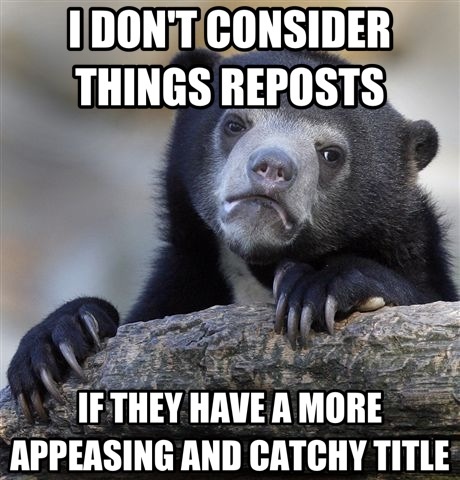 I DON'T CONSIDER
THINGS REPOSTS
IF THEY HAVE A MORE
APPEASING AND CATCHY TITLE